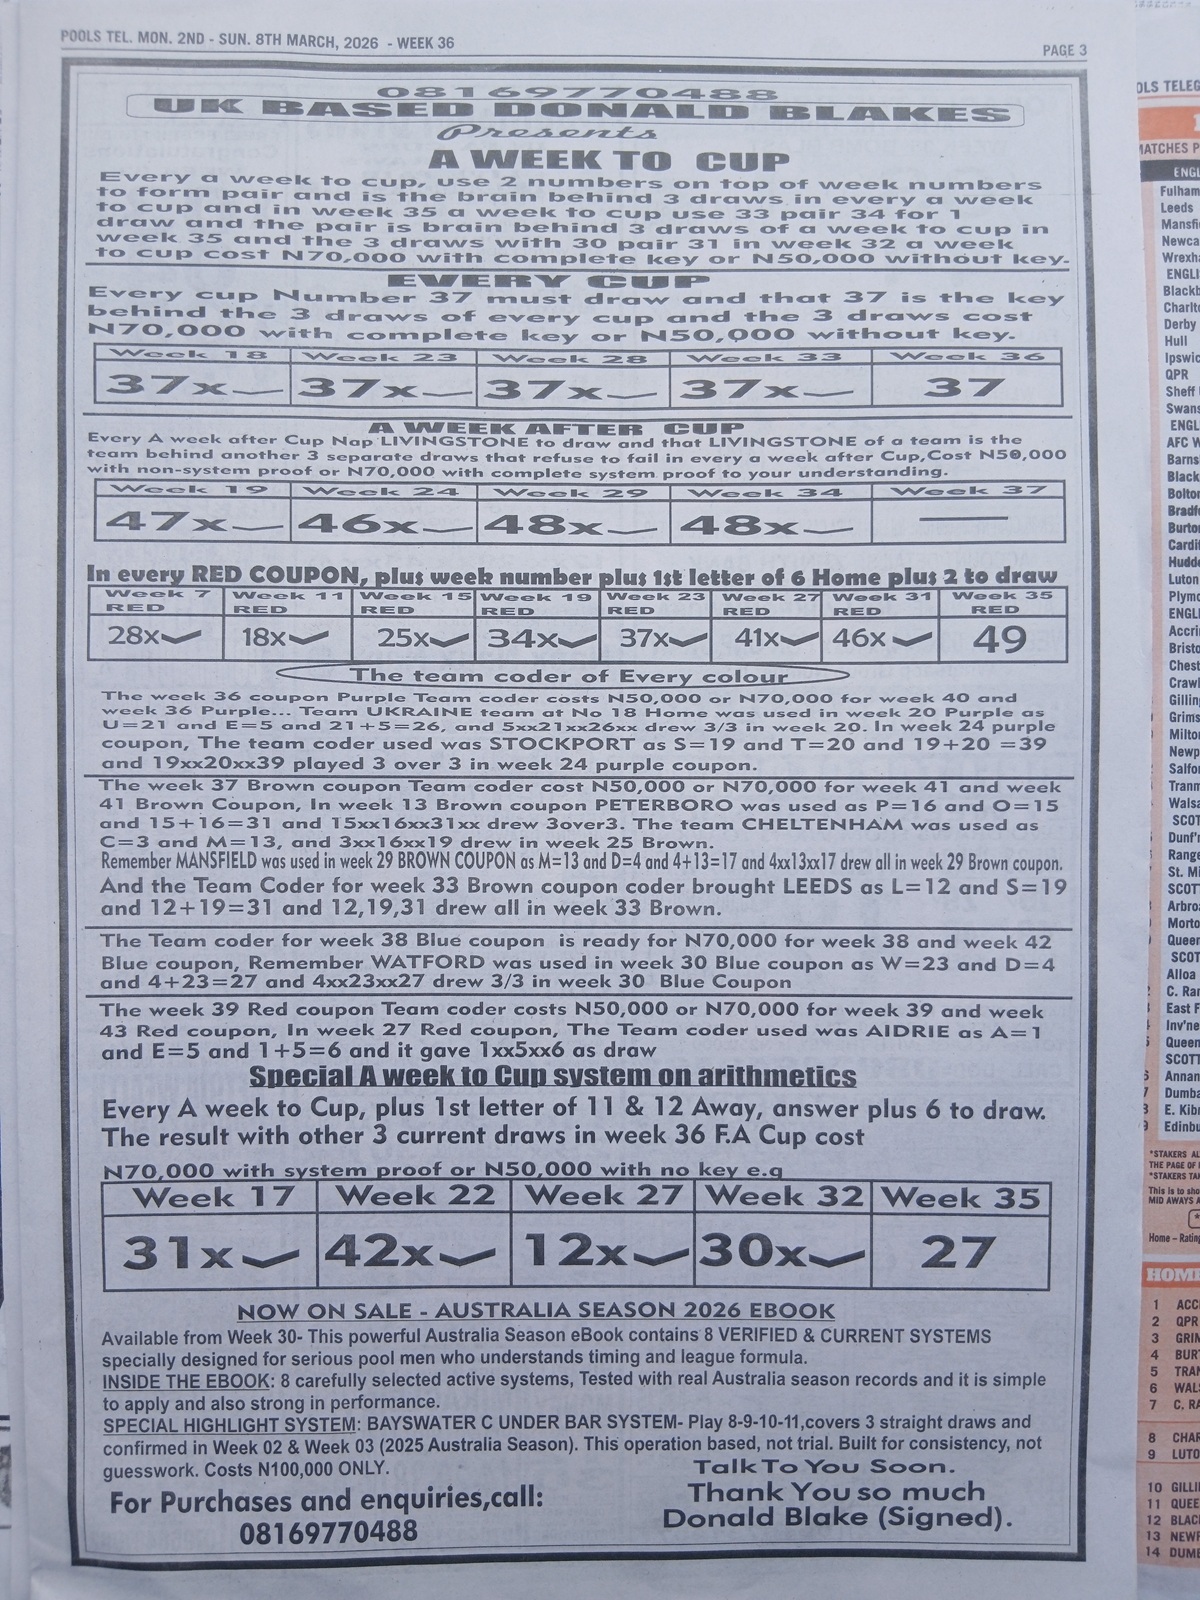 POOLS TEL. MON. 2ND - SUN. 8TH MARCH, 2026 - WEEK 36
PAGE 3
08169770488
UK BASED DONALD BLAKES
Presents
A WEEK TO CUP
Every a week to cup, use 2 numbers on top of week numbers
to form pair and is the brain behind 3 draws in every a week
to cup and in week 35 a week to cup use 33 pair 34 for 1
draw and the pair is brain behind 3 draws of a week to cup in
week 35 and the 3 draws with 30 pair 31 in week 32 a week
to cup cost N70,000 with complete key or N50,000 without key.
EVERY CUP
Every cup Number 37 must draw and that 37 is the key
behind the 3 draws of every cup and the 3 draws cost
N70,000 with complete key or N50,000 without key.
Week 18 Week 23 Week 28 Week 33 Week 36
37x 37x 37x 37x 37
A WEEK AFTER CUP
Every A week after Cup Nap LIVINGSTONE to draw and that LIVINGSTONE of a team is the
team behind another 3 separate draws that refuse to fail in every a week after Cup,Cost N50,000
with non-system proof or N70,000 with complete system proof to your understanding.
Week 19 Week 24 Week 29 Week 34 Week 37
47x 46x 48x 48x
In every RED COUPON, plus week number plus 1st letter of 6 Home plus 2 to draw
Week 7 Week 11 Week 15 Week 19 Week 23 Week 27 Week 31 Week 35
RED RED RED RED RED RED RED RED
28x 18x 25x 34x 37x 41x 46x 49
The team coder of Every colour
The week 36 coupon Purple Team coder costs N50,000 or N70,000 for week 40 and
week 36 Purple... Team UKRAINE team at No 18 Home was used in week 20 Purple as
U=21 and E=5 and 21+5=26, and 5xx21xx26xx drew 3/3 in week 20. In week 24 purple
coupon, The team coder used was STOCKPORT as S=19 and T=20 and 19+20 =39
and 19xx20xx39 played 3 over 3 in week 24 purple coupon.
The week 37 Brown coupon Team coder cost N50,000 or N70,000 for week 41 and week
41 Brown Coupon, In week 13 Brown coupon PETERBORO was used as P=16 and O=15
and 15+16=31 and 15xx16xx31xx drew 3over3. The team CHELTENHAM was used as
C=3 and M=13, and 3xx16xx19 drew in week 25 Brown.
Remember MANSFIELD was used in week 29 BROWN COUPON as M=13 and D=4 and 4+13=17 and 4xx13xx17 drew all in week 29 Brown coupon.
And the Team Coder for week 33 Brown coupon coder brought LEEDS as L=12 and S=19
and 12+19=31 and 12,19,31 drew all in week 33 Brown.
The Team coder for week 38 Blue coupon is ready for N70,000 for week 38 and week 42
Blue coupon, Remember WATFORD was used in week 30 Blue coupon as W=23 and D=4
and 4+23=27 and 4xx23xx27 drew 3/3 in week 30 Blue Coupon
The week 39 Red coupon Team coder costs N50,000 or N70,000 for week 39 and week
43 Red coupon, In week 27 Red coupon, The Team coder used was AIDRIE as A=1
and E=5 and 1+5=6 and it gave 1xx5xx6 as draw
Special A week to Cup system on arithmetics
Every A week to Cup, plus 1st letter of 11 & 12 Away, answer plus 6 to draw.
The result with other 3 current draws in week 36 F.A Cup cost
N70,000 with system proof or N50,000 with no key e.g
Week 17 Week 22 Week 27 Week 32 Week 35
31x 42x 12x 30x 27
NOW ON SALE - AUSTRALIA SEASON 2026 EBOOK
Available from Week 30- This powerful Australia Season eBook contains 8 VERIFIED & CURRENT SYSTEMS
specially designed for serious pool men who understands timing and league formula.
INSIDE THE EBOOK: 8 carefully selected active systems, Tested with real Australia season records and it is simple
to apply and also strong in performance.
SPECIAL HIGHLIGHT SYSTEM: BAYSWATER C UNDER BAR SYSTEM- Play 8-9-10-11,covers 3 straight draws and
confirmed in Week 02 & Week 03 (2025 Australia Season). This operation based, not trial. Built for consistency, not
guesswork. Costs N100,000 ONLY.
Talk To You Soon.
For Purchases and enquiries,call:
08169770488
Thank You so much
Donald Blake (Signed).
Fulham
Leeds
Hull
QPR
1 ACC
2 QPR
3 GRIM
4 BUR
5 TRAN
6 WAL
7 C. RA
8 CHAR
9 LUTO
10 GILLI
11 QUEE
12 BLAC
13 NEWP
14 DUMB